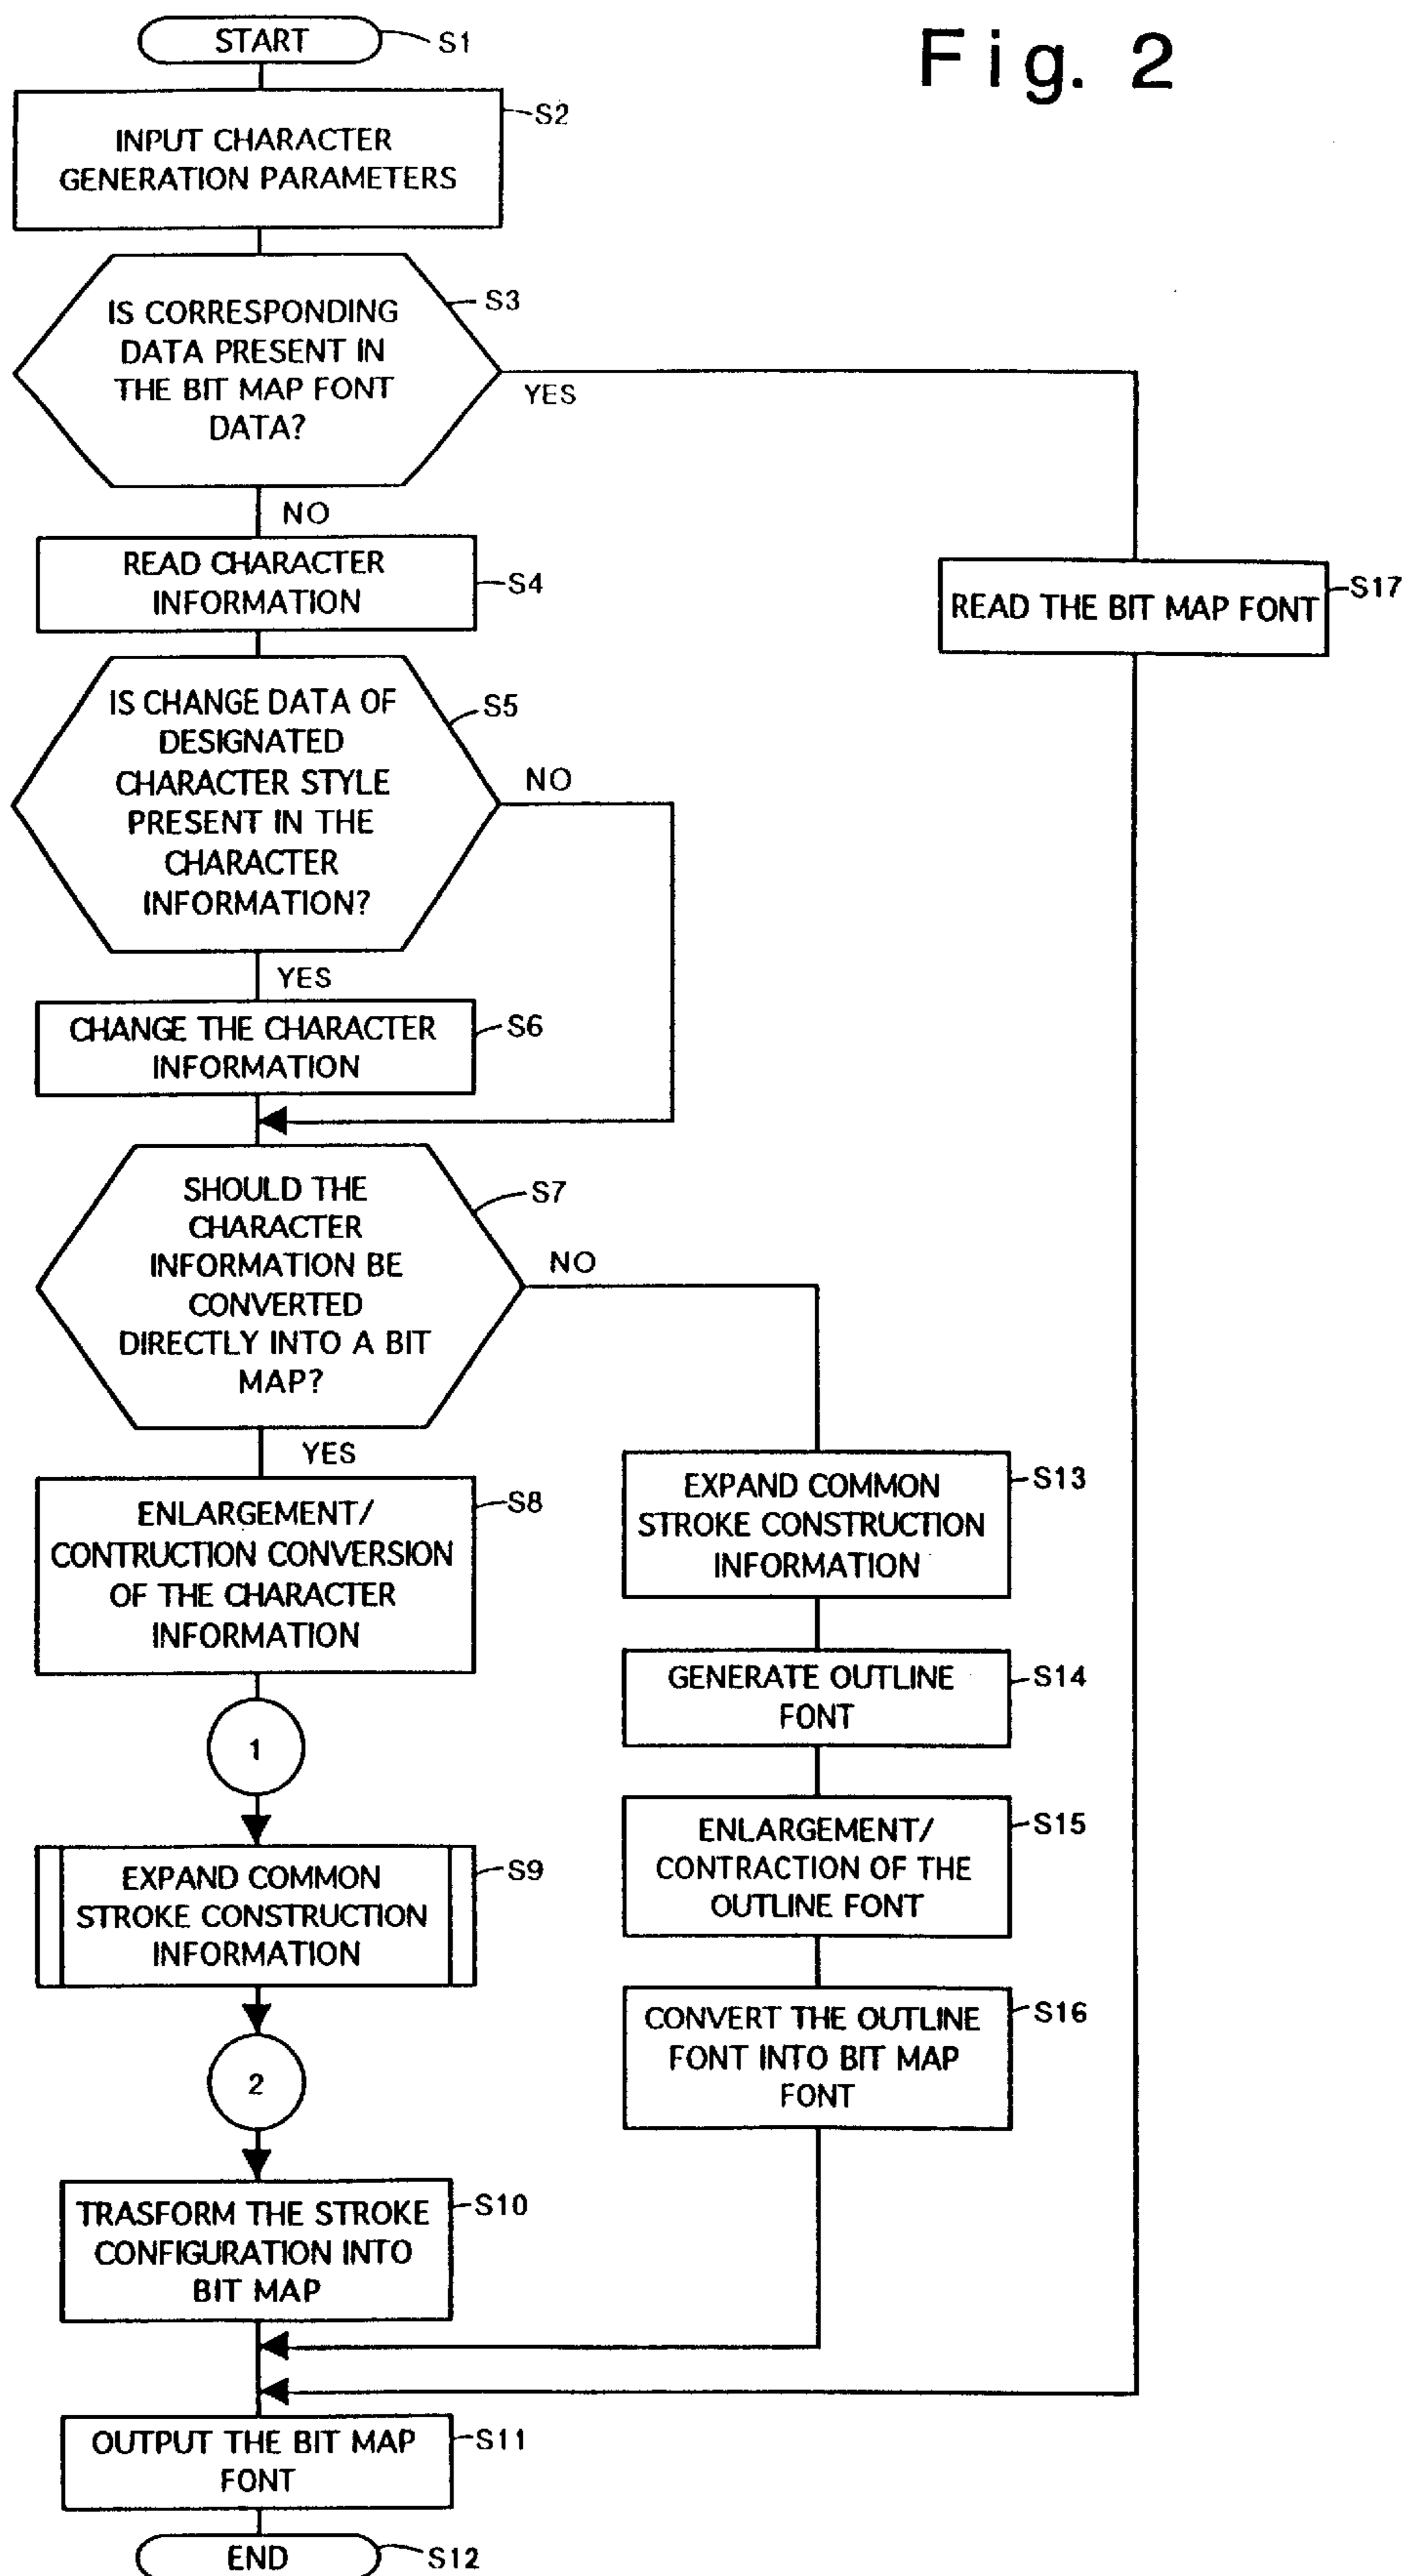 Fig. 2
START
S1
INPUT CHARACTER
GENERATION PARAMETERS
S2
IS CORRESPONDING
DATA PRESENT IN
THE BIT MAP FONT
DATA?
S3
YES
NO
READ CHARACTER
INFORMATION
S4
READ THE BIT MAP FONT
S17
IS CHANGE DATA OF
DESIGNATED
CHARACTER STYLE
PRESENT IN THE
CHARACTER
INFORMATION?
S5
NO
YES
CHANGE THE CHARACTER
INFORMATION
S6
SHOULD THE
CHARACTER
INFORMATION BE
CONVERTED
DIRECTLY INTO A BIT
MAP?
S7
NO
YES
ENLARGEMENT/
CONTRUCTION CONVERSION
OF THE CHARACTER
INFORMATION
S8
1
EXPAND COMMON
STROKE CONSTRUCTION
INFORMATION
S9
2
TRASFORM THE STROKE
CONFIGURATION INTO
BIT MAP
S10
EXPAND COMMON
STROKE CONSTRUCTION
INFORMATION
S13
GENERATE OUTLINE
FONT
S14
ENLARGEMENT/
CONTRACTION OF THE
OUTLINE FONT
S15
CONVERT THE OUTLINE
FONT INTO BIT MAP
FONT
S16
OUTPUT THE BIT MAP
FONT
S11
END
S12